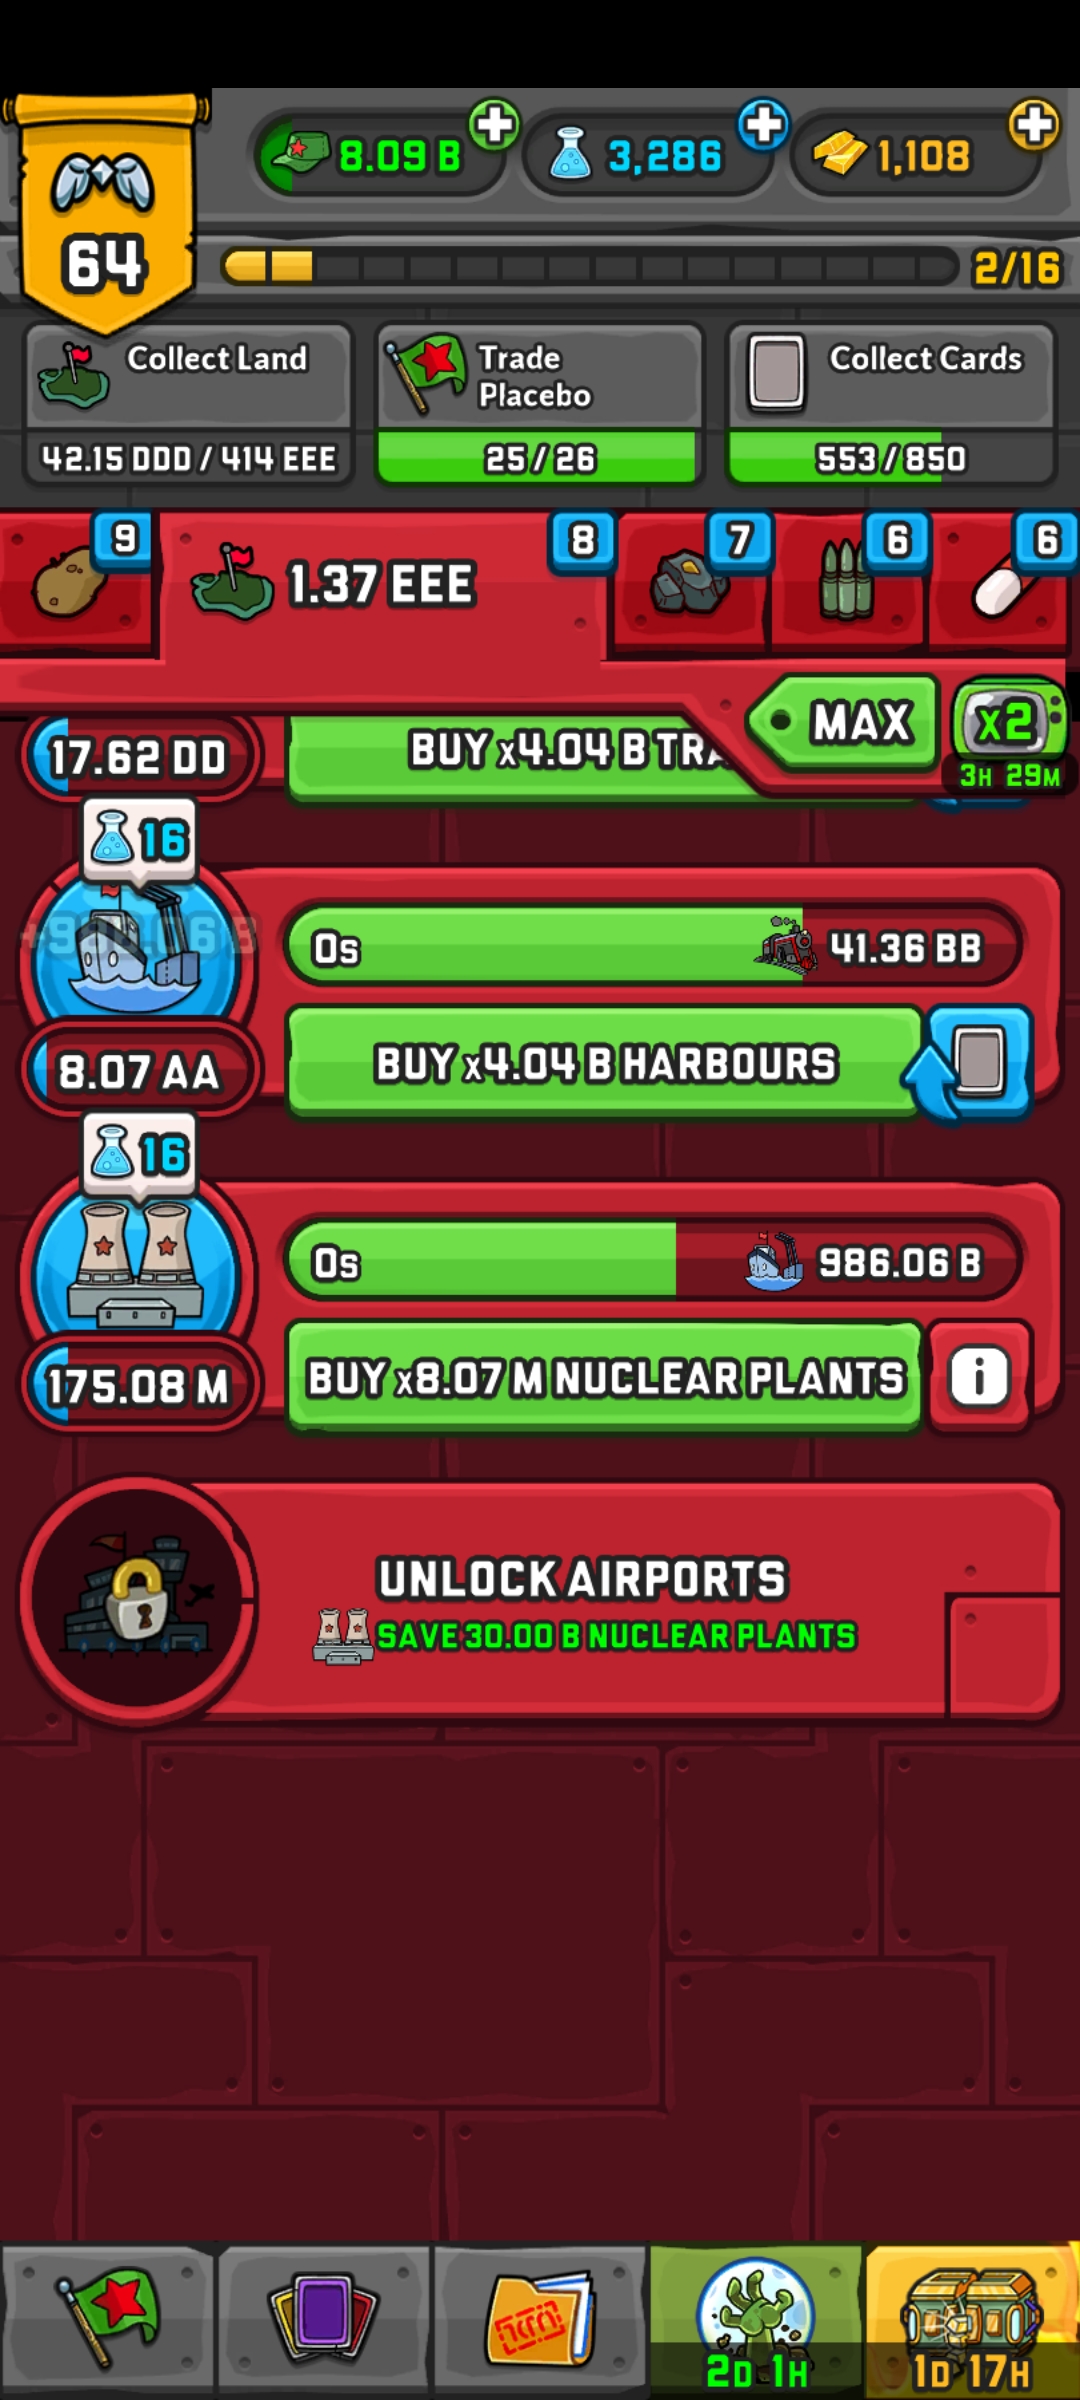 64
8.09 B
3,286
1,108
2/16
Collect Land
42.15 DDD / 414 EEE
Trade
Placebo
25/26
Collect Cards
553/850
9
1.37 EEE
8
7
6
6
MAX
x2
3H 29M
17.62 DD
BUY x4.04 B
16
+986.06 B
0s
41.36 BB
8.07 AA
BUY x4.04 B HARBOURS
16
0s
986.06 B
175.08 M
BUY x8.07 M NUCLEAR PLANTS
i
UNLOCK AIRPORTS
SAVE 30.00 B NUCLEAR PLANTS
2D 1H
1D 17H